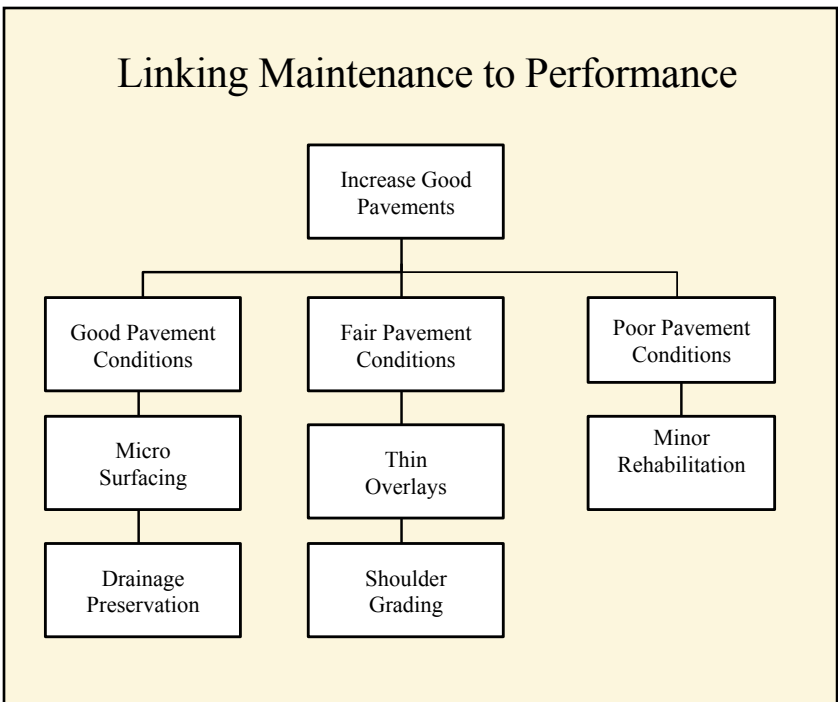 Linking Maintenance to Performance
Increase Good
Pavements
Good Pavement
Conditions
Fair Pavement
Conditions
Poor Pavement
Conditions
Micro
Surfacing
Thin
Overlays
Minor
Rehabilitation
Drainage
Preservation
Shoulder
Grading